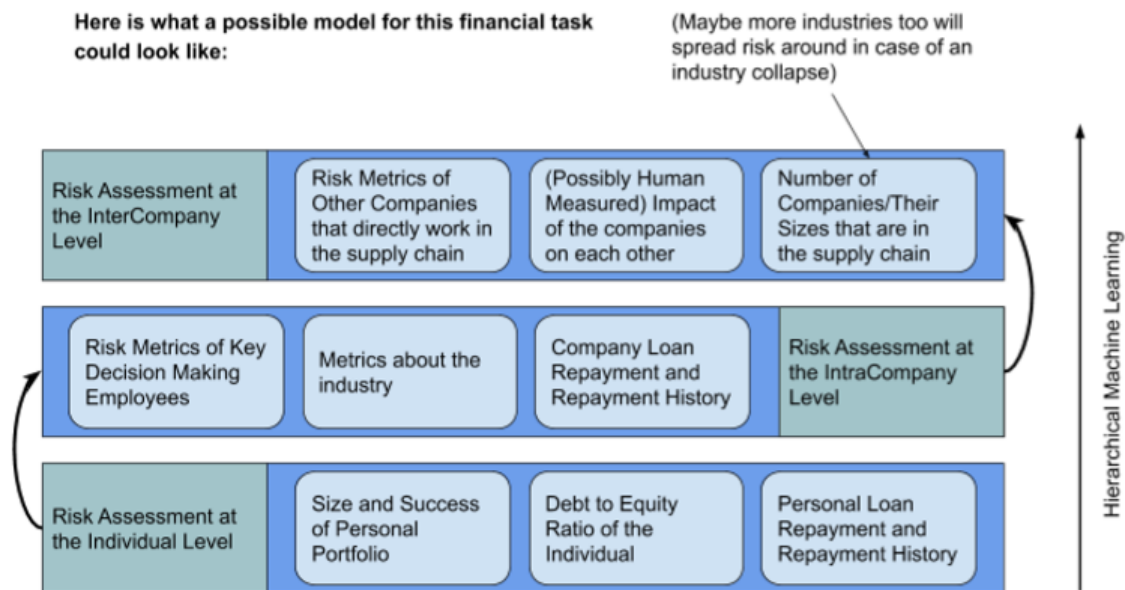 Here is what a possible model for this financial task
could look like:
(Maybe more industries too will
spread risk around in case of an
industry collapse)
Risk Assessment at
the InterCompany
Level
Risk Metrics of
Other Companies
that directly work in
the supply chain
(Possibly Human
Measured) Impact
of the companies
on each other
Number of
Companies/Their
Sizes that are in
the supply chain
Risk Metrics of Key
Decision Making
Employees
Metrics about the
industry
Company Loan
Repayment and
Repayment History
Risk Assessment at
the IntraCompany
Level
Risk Assessment at
the Individual Level
Size and Success
of Personal
Portfolio
Debt to Equity
Ratio of the
Individual
Personal Loan
Repayment and
Repayment History
Hierarchical Machine Learning